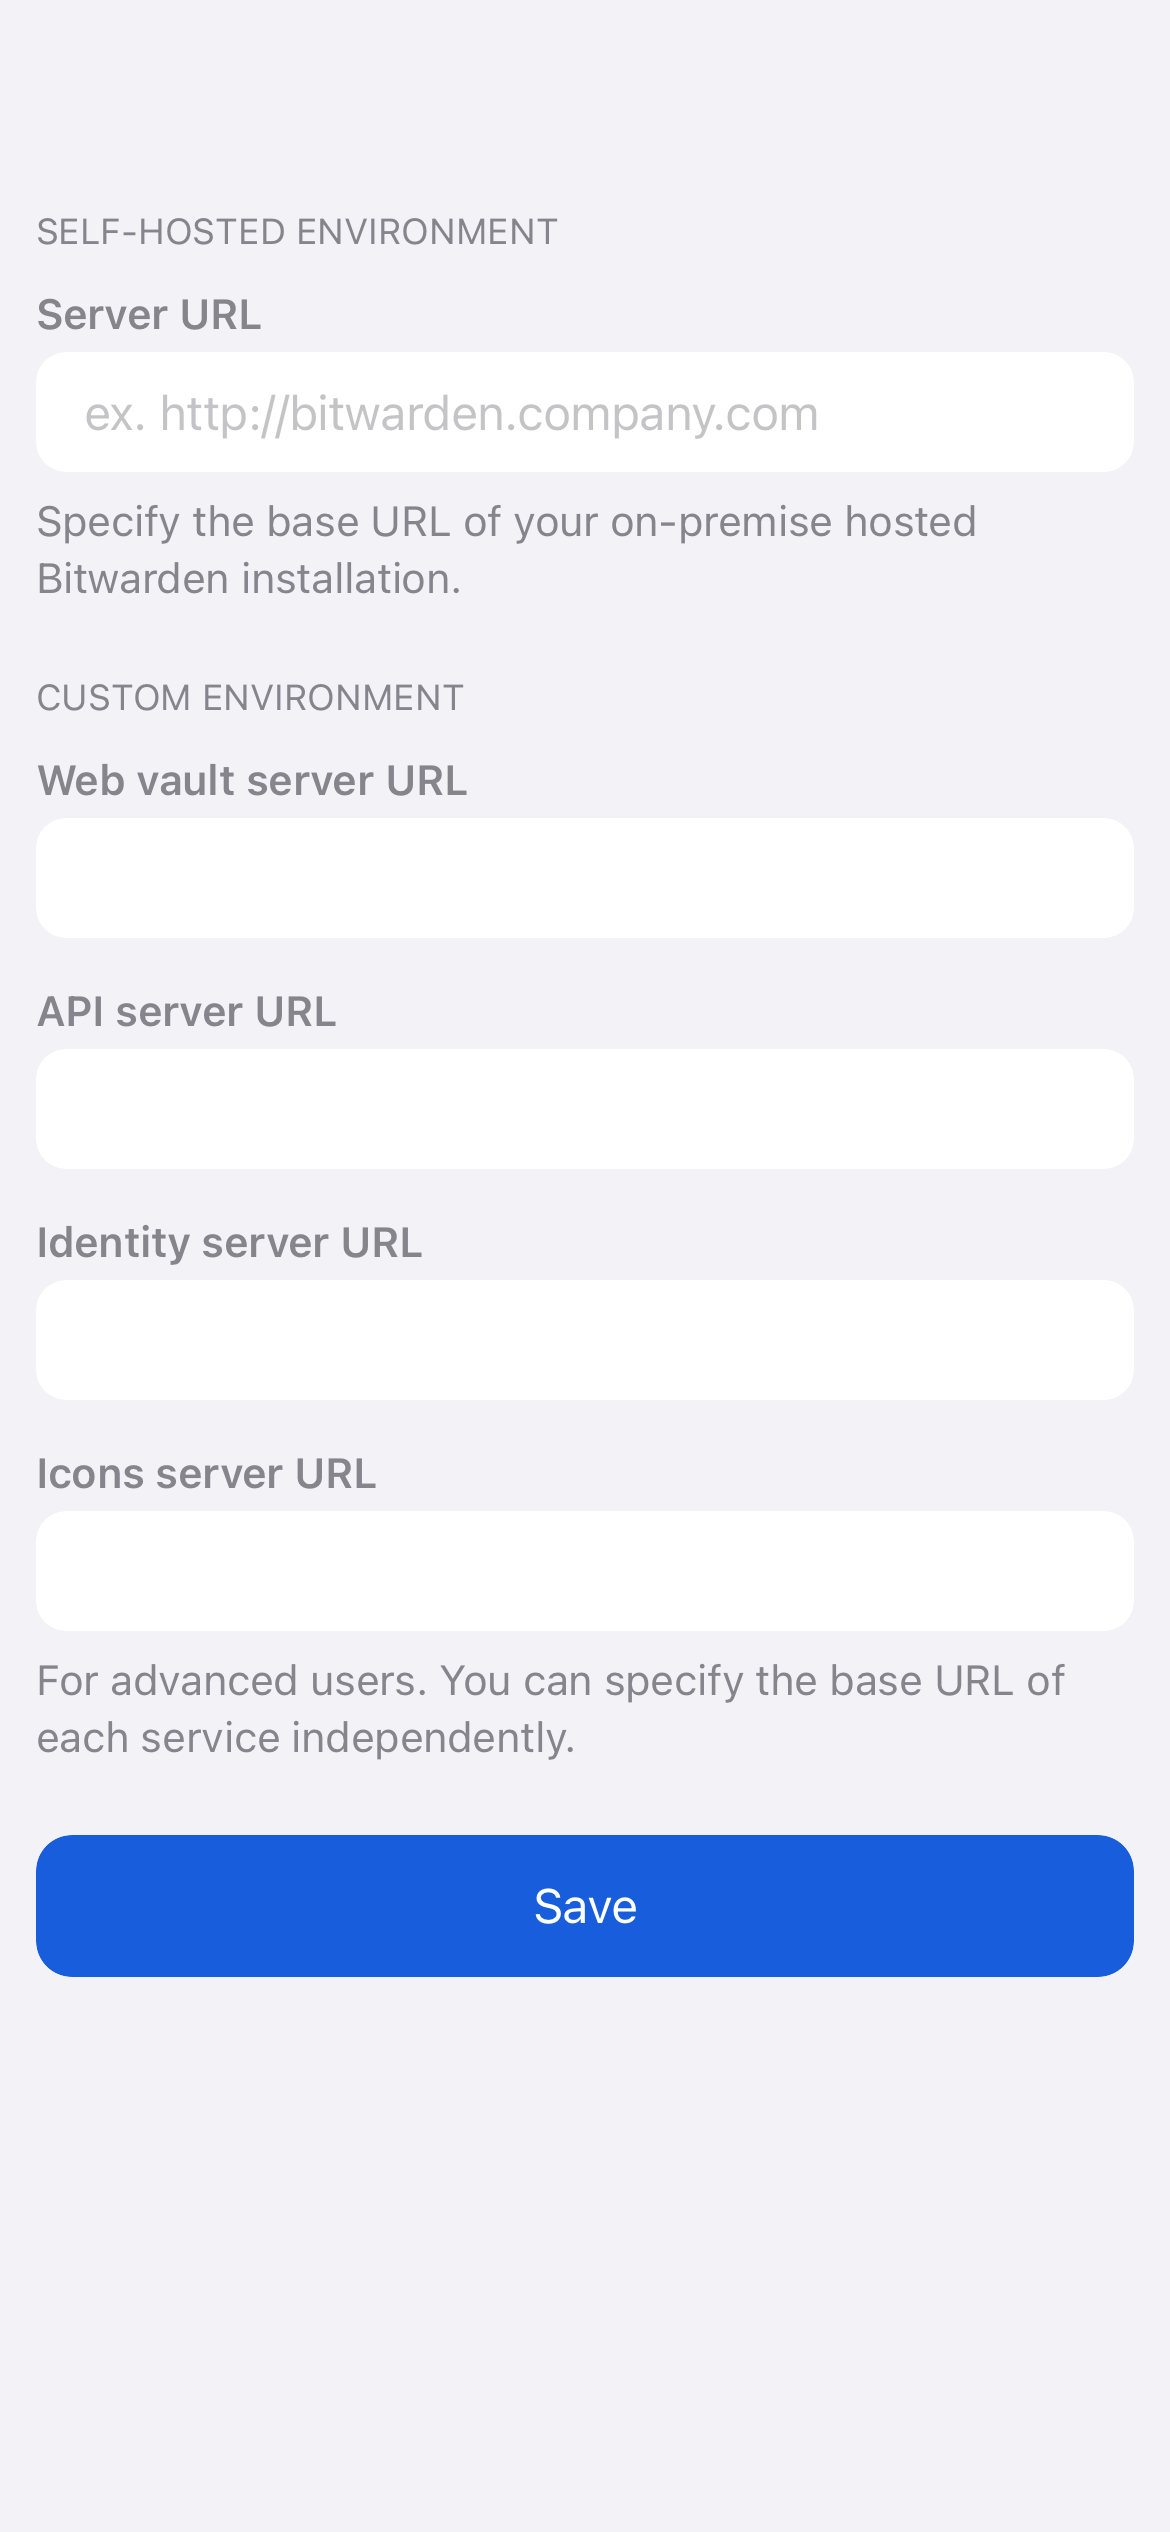 SELF-HOSTED ENVIRONMENT
Server URL
ex. http://bitwarden.company.com
Specify the base URL of your on-premise hosted
Bitwarden installation.
CUSTOM ENVIRONMENT
Web vault server URL
API server URL
Identity server URL
Icons server URL
For advanced users. You can specify the base URL of
each service independently.
Save